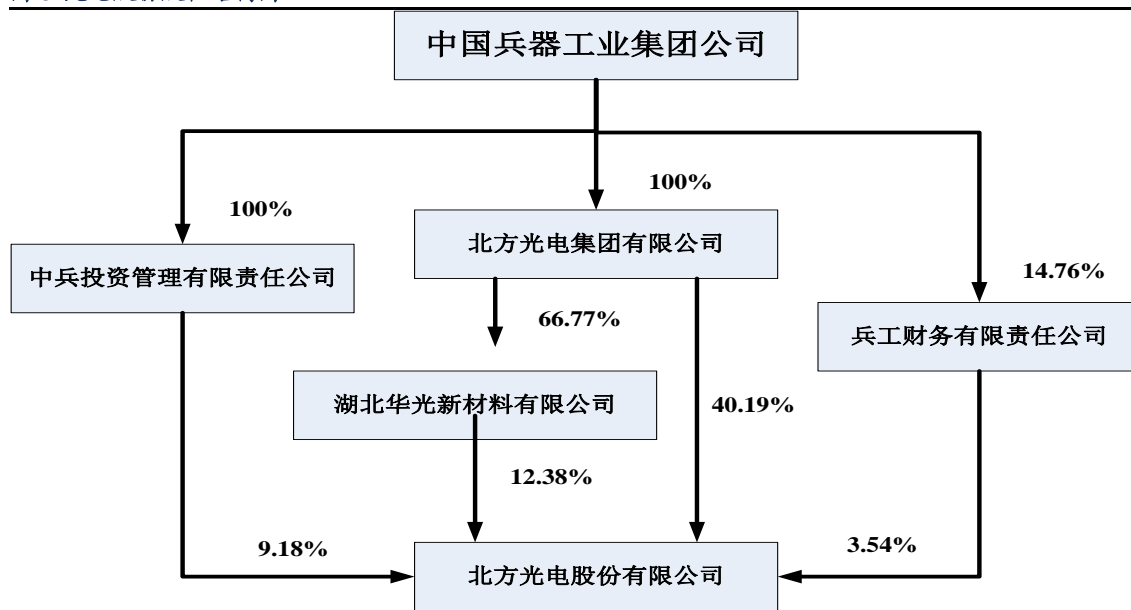 中国兵器工业集团公司
100%
100%
北方光电集团有限公司
中兵投资管理有限责任公司
14.76%
66.77%
兵工财务有限责任公司
湖北华光新材料有限公司
40.19%
12.38%
9.18%
3.54%
北方光电股份有限公司